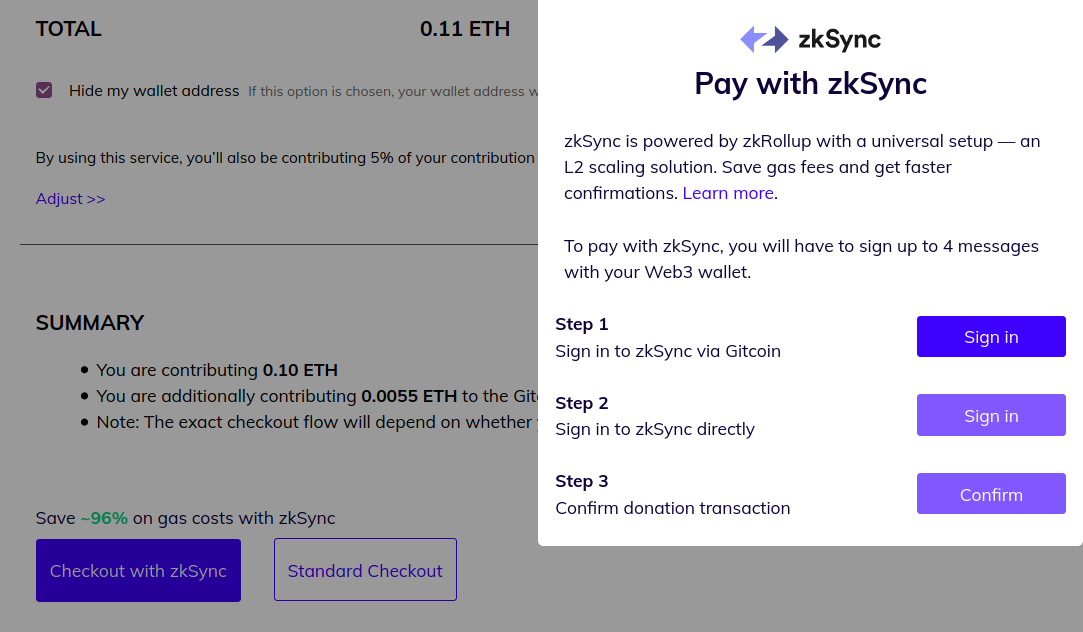 TOTAL 0.11 ETH
Hide my wallet address If this option is chosen, your wallet address w
By using this service, you’ll also be contributing 5% of your contribution
Adjust >>
SUMMARY
You are contributing 0.10 ETH
You are additionally contributing 0.0055 ETH to the Gitc
Note: The exact checkout flow will depend on whether
Save ~96% on gas costs with zkSync
Checkout with zkSync
Standard Checkout
zkSync
Pay with zkSync
zkSync is powered by zkRollup with a universal setup — an
L2 scaling solution. Save gas fees and get faster
confirmations. Learn more.
To pay with zkSync, you will have to sign up to 4 messages
with your Web3 wallet.
Step 1
Sign in to zkSync via Gitcoin
Sign in
Step 2
Sign in to zkSync directly
Sign in
Step 3
Confirm donation transaction
Confirm